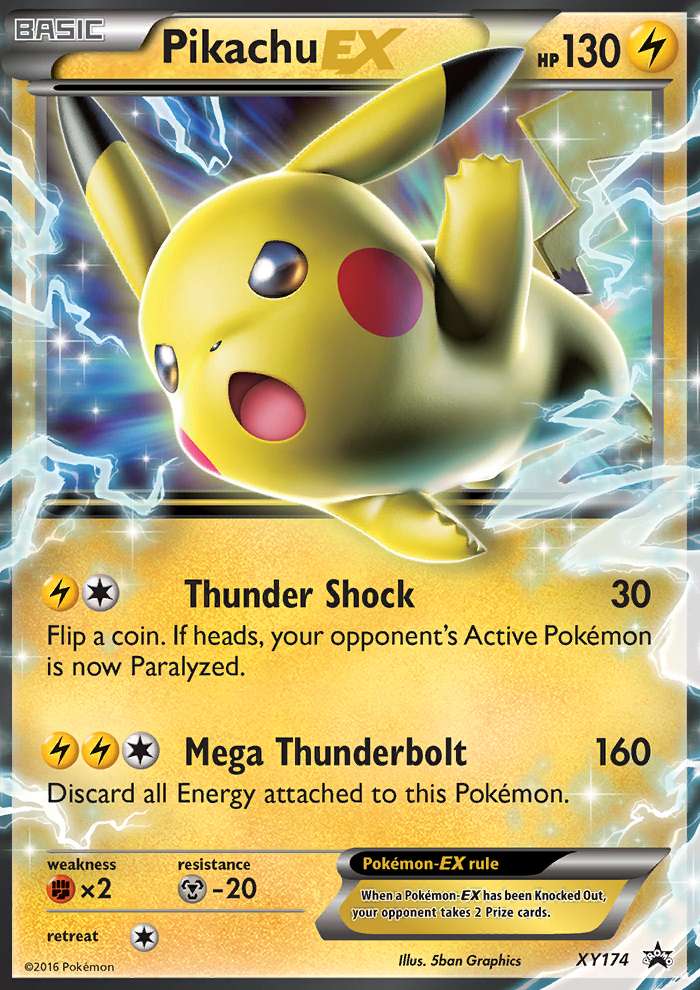 BASIC
Pikachu EX
HP 130
Thunder Shock 30
Flip a coin. If heads, your opponent's Active Pokémon
is now Paralyzed.
Mega Thunderbolt 160
Discard all Energy attached to this Pokémon.
weakness resistance
×2 -20
retreat
Pokémon-EX rule
When a Pokémon-EX has been Knocked Out,
your opponent takes 2 Prize cards.
©2016 Pokémon Illus. 5ban Graphics XY174 PROMO